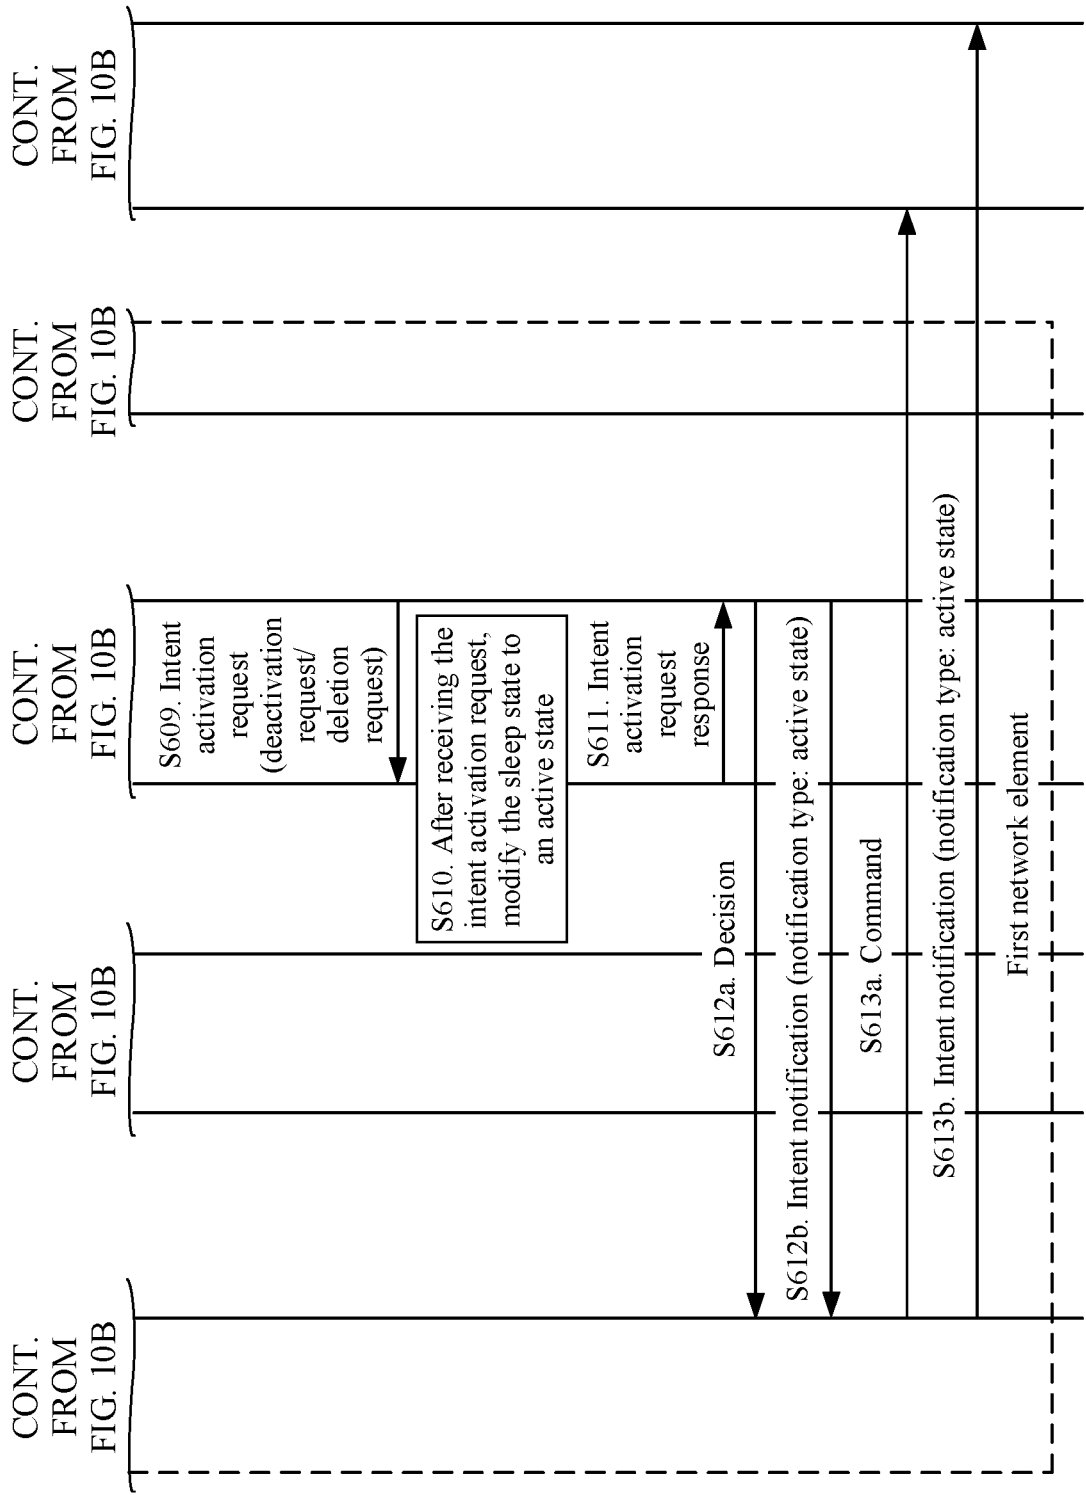 CONT.
FROM
FIG. 10B
CONT.
FROM
FIG. 10B
CONT.
FROM
FIG. 10B
CONT.
FROM
FIG. 10B
CONT.
FROM
FIG. 10B
S609. Intent
activation
request
(deactivation
request/
deletion
request)
S610. After receiving the
intent activation request,
modify the sleep state to
an active state
S611. Intent
activation
request
response
S612a. Decision
S612b. Intent notification (notification type: active state)
S613a. Command
S613b. Intent notification (notification type: active state)
First network element